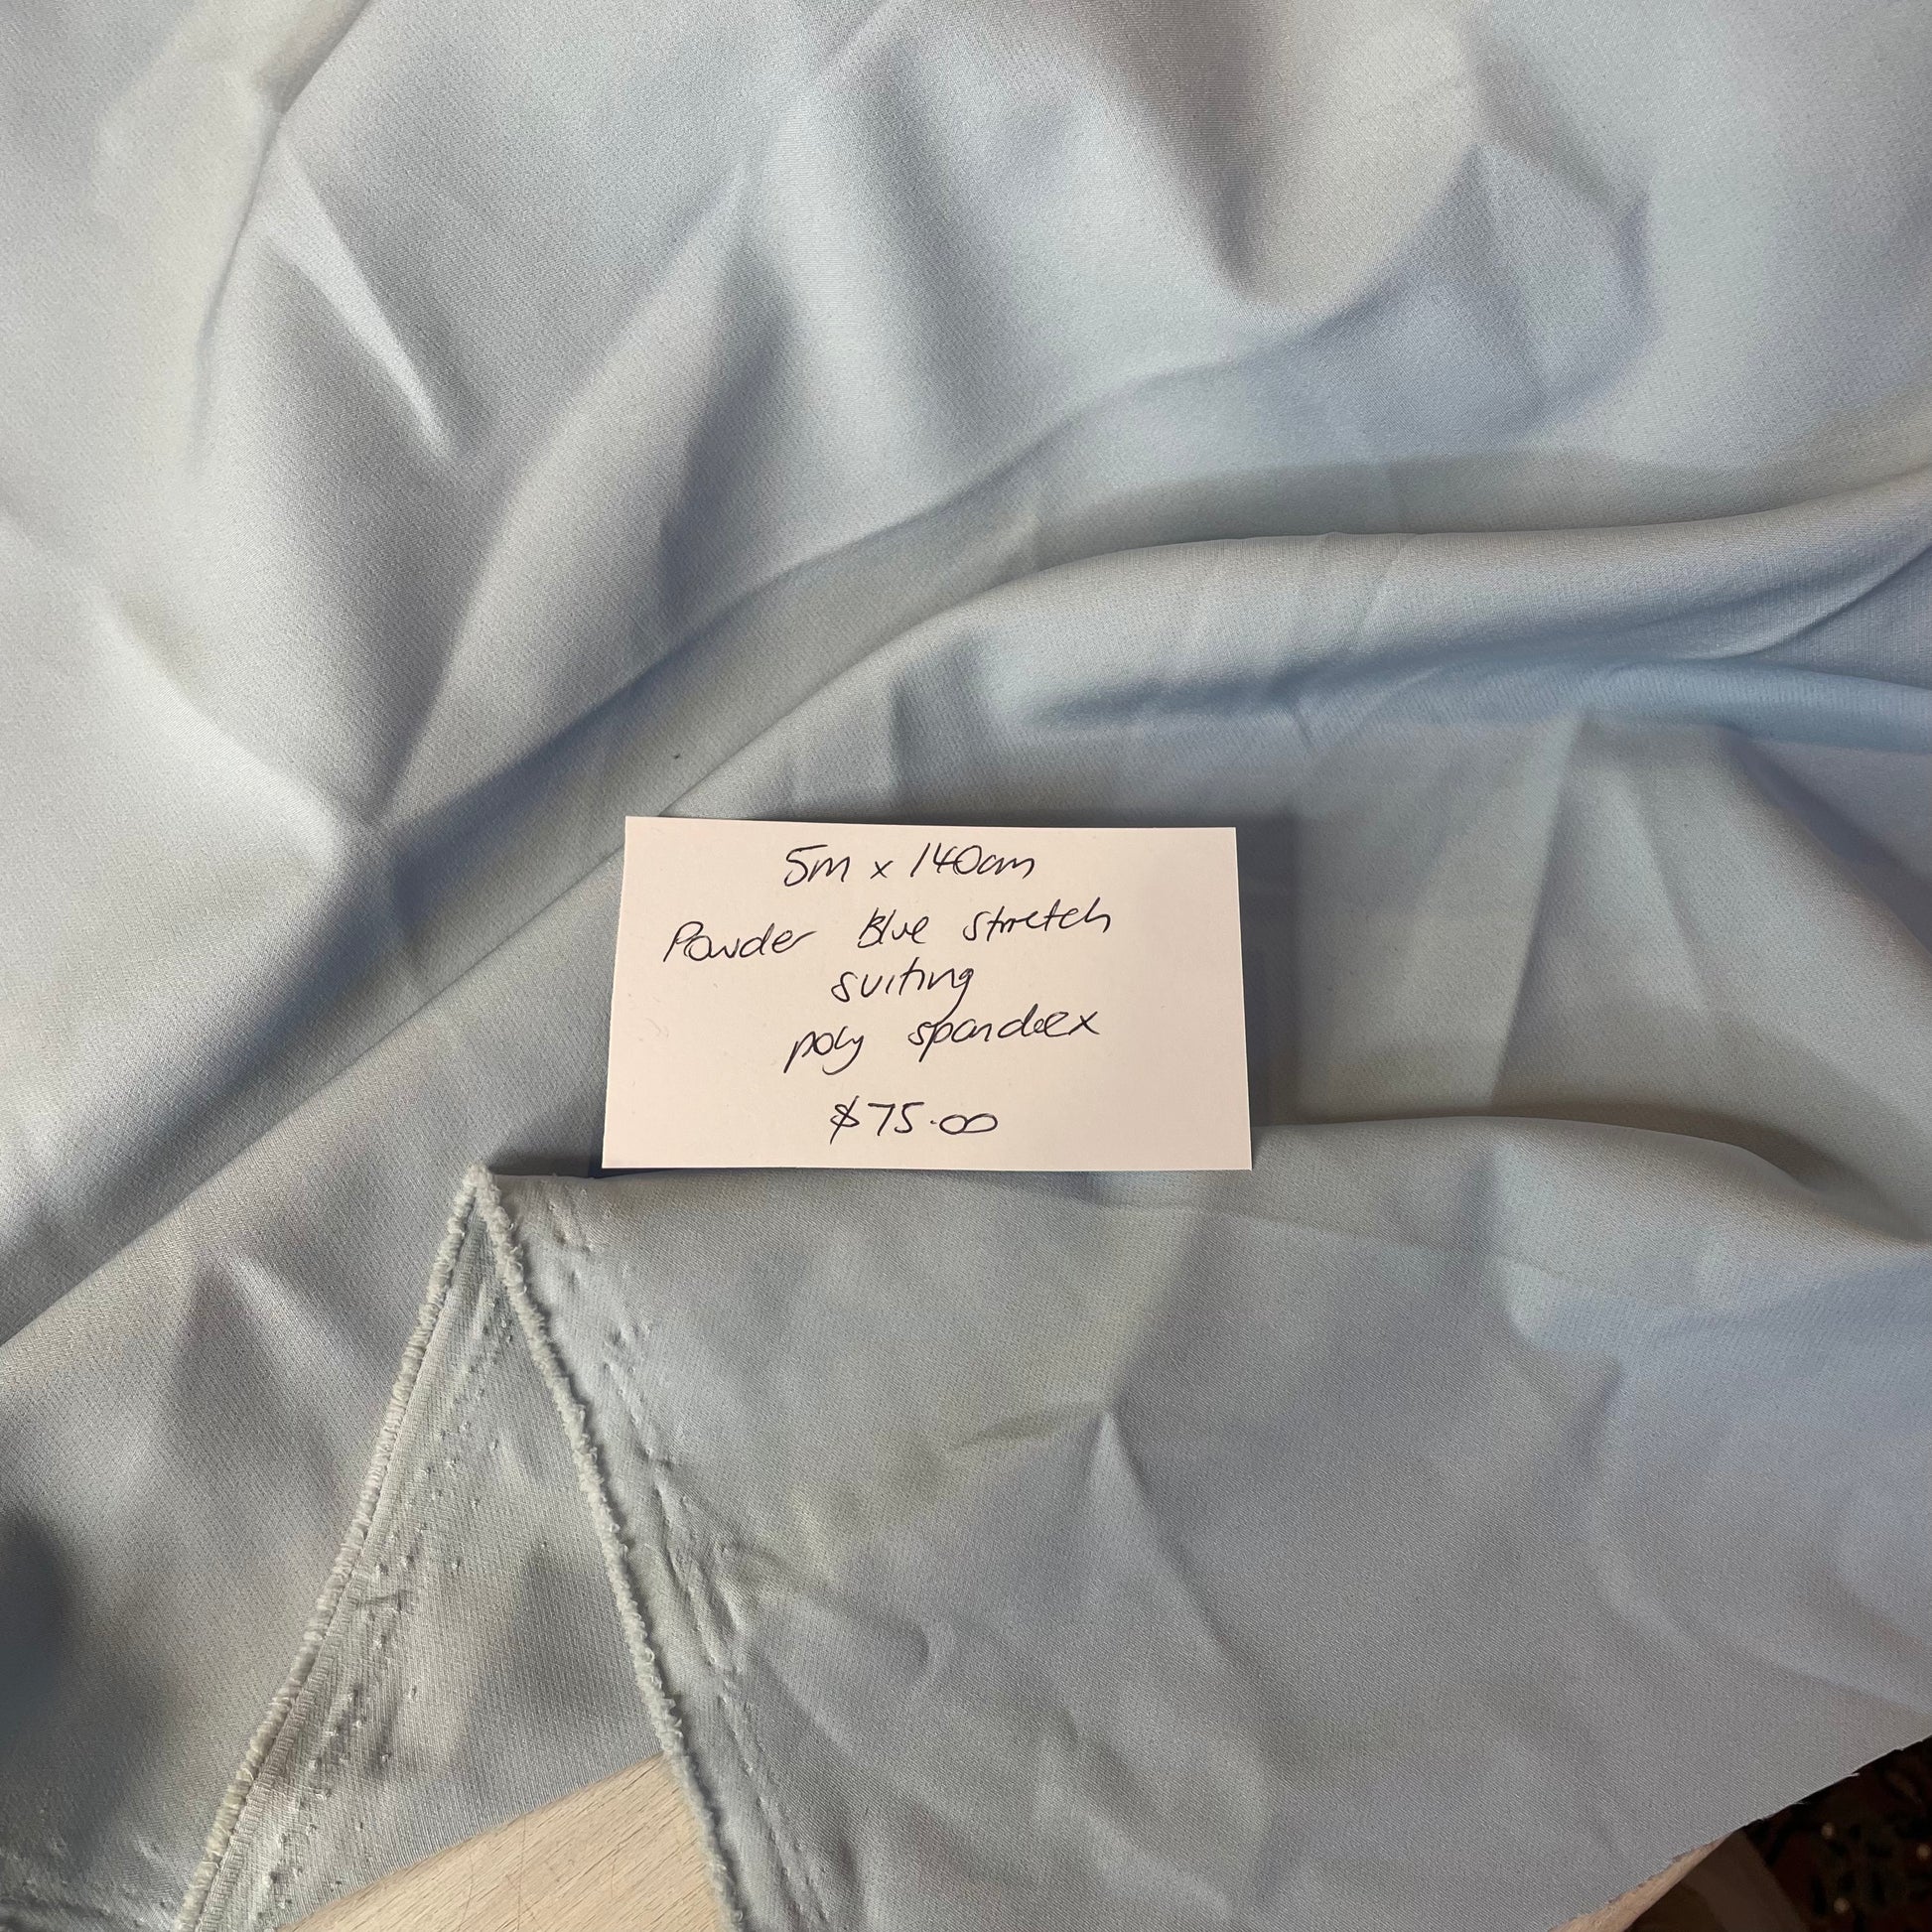 5m x 140cm
Powder Blue stretch
suiting
poly spandex
$75.00